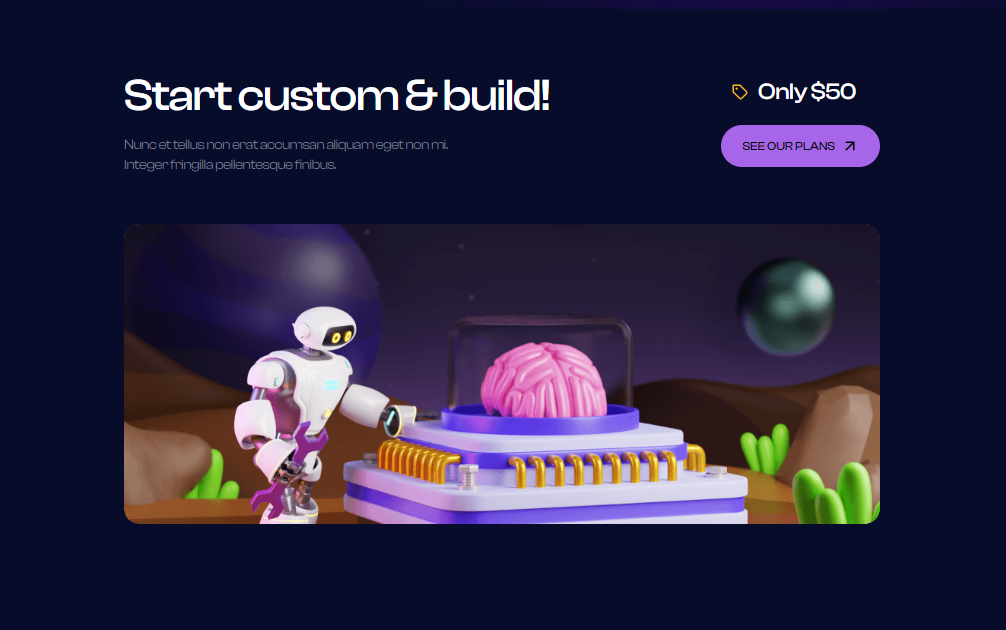 Start custom & build!
Only $50
Nunc et tellus non erat accumsan aliquam eget non mi.
Integer fringilla pellentesque finibus.
SEE OUR PLANS